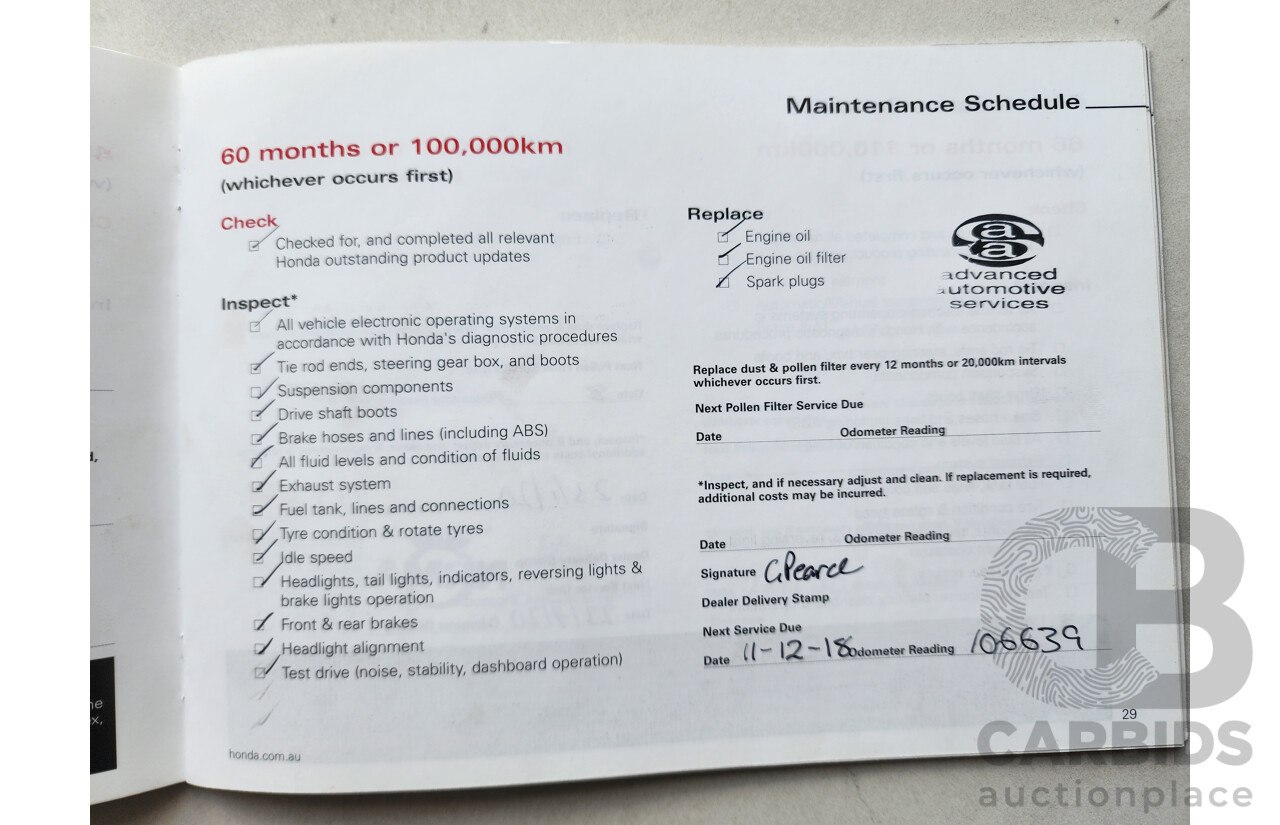 Maintenance Schedule
60 months or 100,000km
(whichever occurs first)
Check
Checked for, and completed all relevant
Honda outstanding product updates
Inspect*
All vehicle electronic operating systems in
accordance with Honda's diagnostic procedures
Tie rod ends, steering gear box, and boots
Suspension components
Drive shaft boots
Brake hoses and lines (including ABS)
All fluid levels and condition of fluids
Exhaust system
Fuel tank, lines and connections
Tyre condition & rotate tyres
Idle speed
Headlights, tail lights, indicators, reversing lights &
brake lights operation
Front & rear brakes
Headlight alignment
Test drive (noise, stability, dashboard operation)
honda.com.au
Replace
Engine oil
Engine oil filter
Spark plugs
aa
advanced
automotive
services
Replace dust & pollen filter every 12 months or 20,000km intervals
whichever occurs first.
Next Pollen Filter Service Due
Date Odometer Reading
*Inspect, and if necessary adjust and clean. If replacement is required,
additional costs may be incurred.
Date Odometer Reading
Signature CPearce
Dealer Delivery Stamp
Next Service Due
Date 11-12-18 Odometer Reading 106639
29
CB
CARBIDS
auctionplace